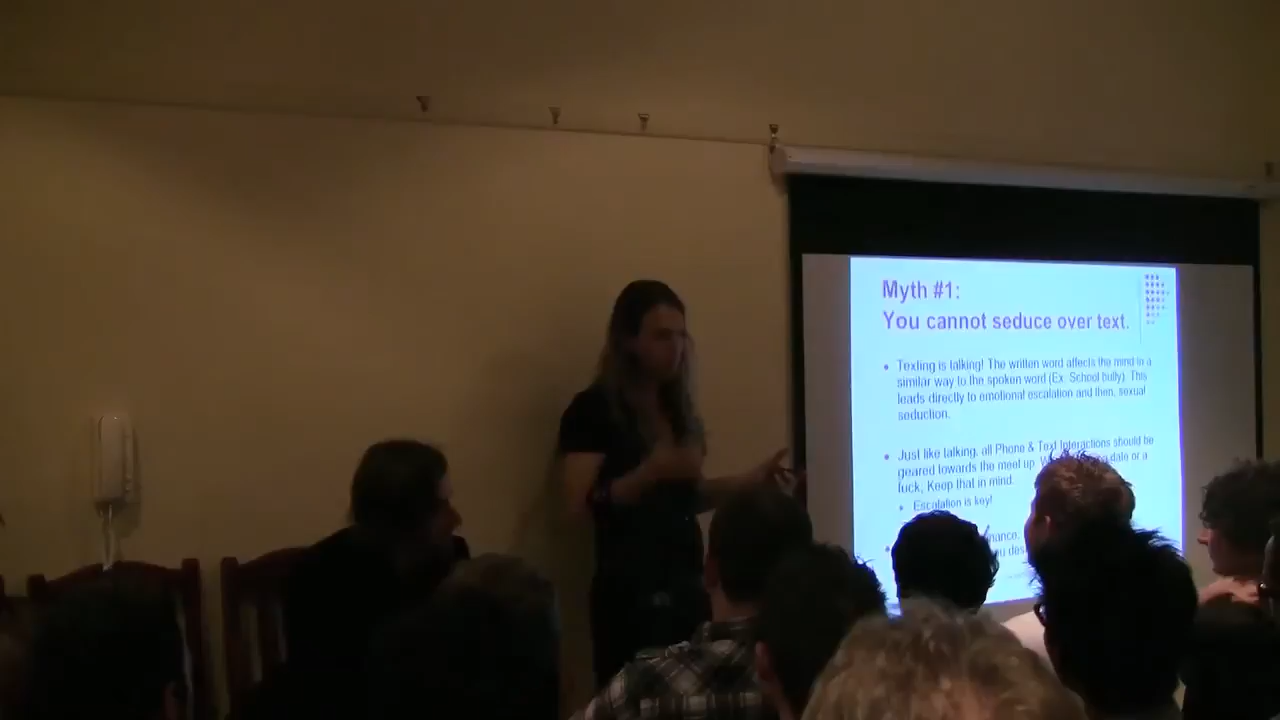 Myth #1:
You cannot seduce over text.
• Texting is talking! The written word affects the mind in a
similar way to the spoken word (Ex. School bully). This
leads directly to emotional escalation and then, sexual
seduction.
• Just like talking, all Phone & Text Interactions should be
geared towards the meet up. date or a
fuck, Keep that in mind.
• Escalation is key!